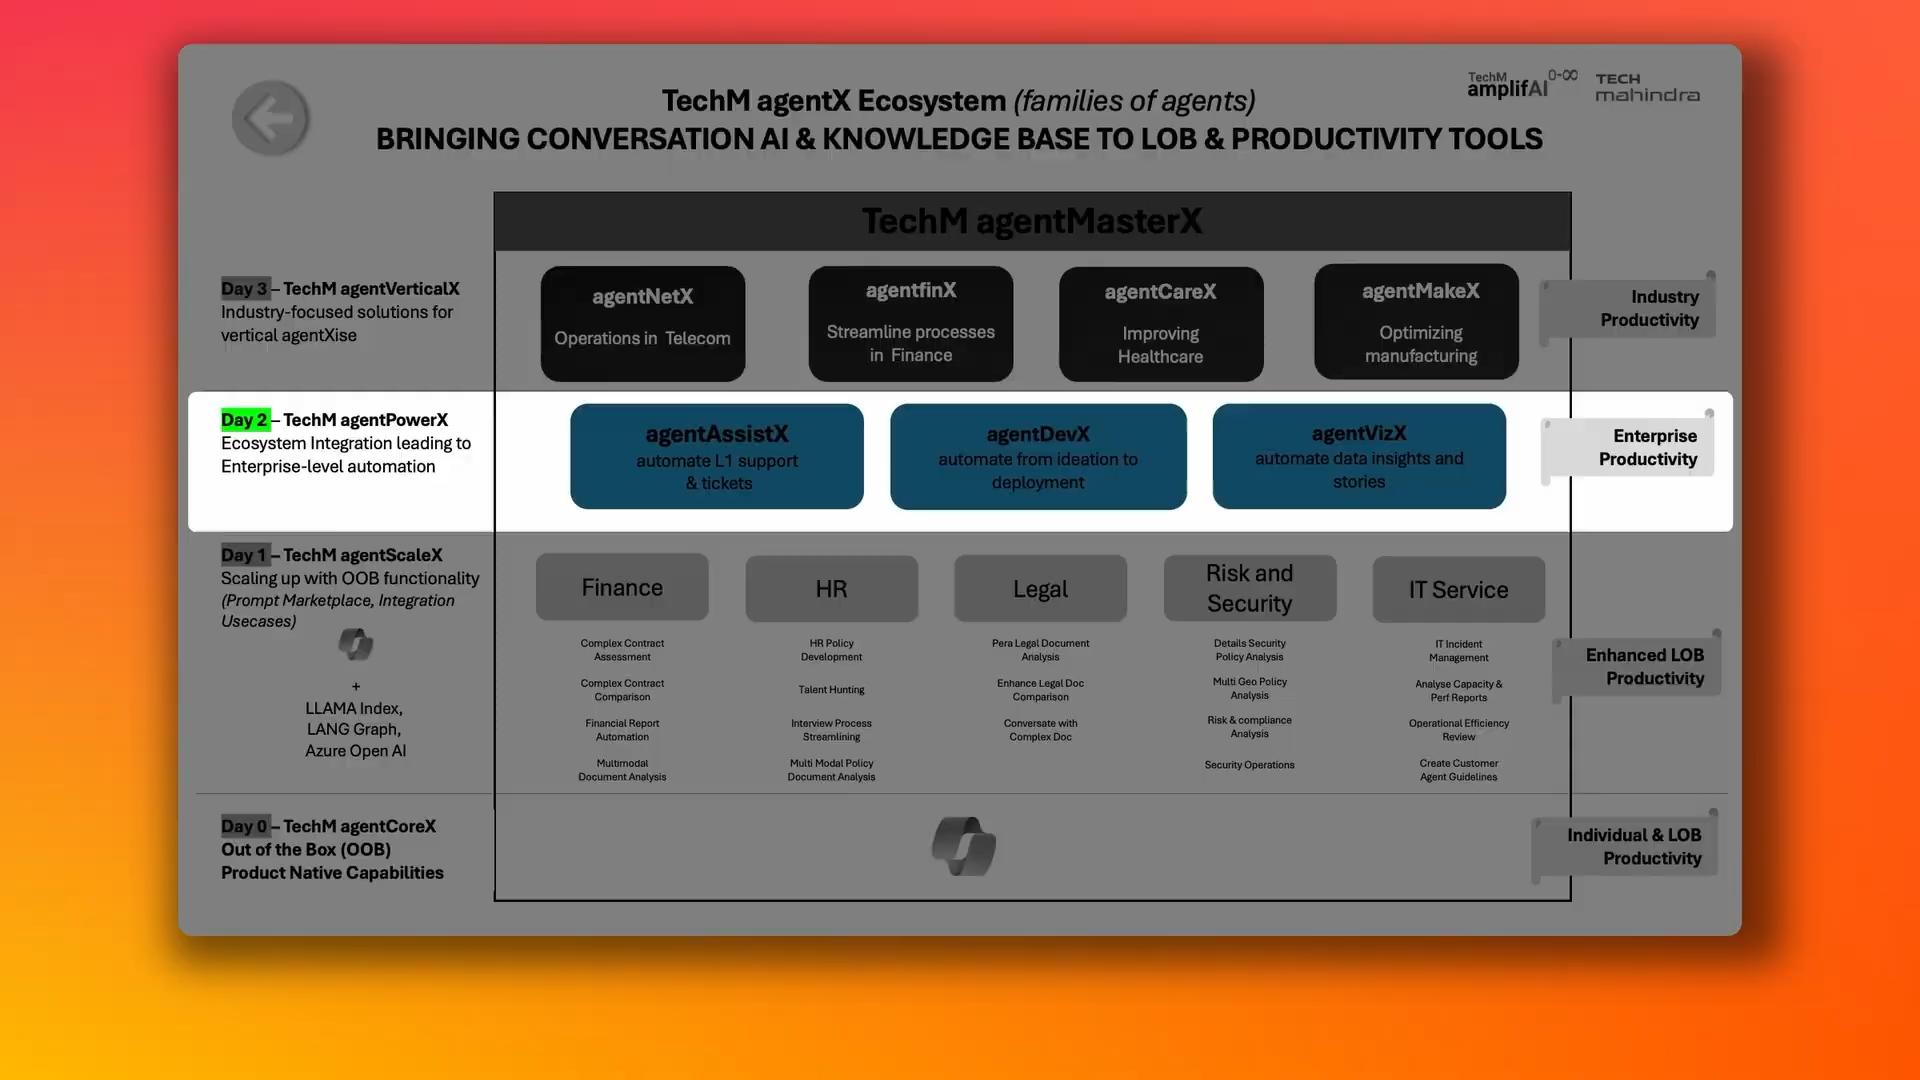 TechM agentX Ecosystem (families of agents)
BRINGING CONVERSATION AI & KNOWLEDGE BASE TO LOB & PRODUCTIVITY TOOLS
TechM
amplifAI 0-∞
TECH
mahindra
TechM agentMasterX
Day 3 – TechM agentVerticalX
Industry-focused solutions for
vertical agentXise
agentNetX
Operations in Telecom
agentfinX
Streamline processes
in Finance
agentCareX
Improving
Healthcare
agentMakeX
Optimizing
manufacturing
Industry
Productivity
Day 2 – TechM agentPowerX
Ecosystem Integration leading to
Enterprise-level automation
agentAssistX
automate L1 support
& tickets
agentDevX
automate from ideation to
deployment
agentVizX
automate data insights and
stories
Enterprise
Productivity
Day 1 – TechM agentScaleX
Scaling up with OOB functionality
(Prompt Marketplace, Integration
Usecases)
+
LLAMA Index,
LANG Graph,
Azure Open AI
Finance
Complex Contract
Assessment
Complex Contract
Comparison
Financial Report
Automation
Multimodal
Document Analysis
HR
HR Policy
Development
Talent Hunting
Interview Process
Streamlining
Multi Modal Policy
Document Analysis
Legal
Pera Legal Document
Analysis
Enhance Legal Doc
Comparison
Conversate with
Complex Doc
Risk and
Security
Details Security
Policy Analysis
Multi Geo Policy
Analysis
Risk & compliance
Analysis
Security Operations
IT Service
IT Incident
Management
Analyse Capacity &
Perf Reports
Operational Efficiency
Review
Create Customer
Agent Guidelines
Enhanced LOB
Productivity
Day 0 – TechM agentCoreX
Out of the Box (OOB)
Product Native Capabilities
Individual & LOB
Productivity